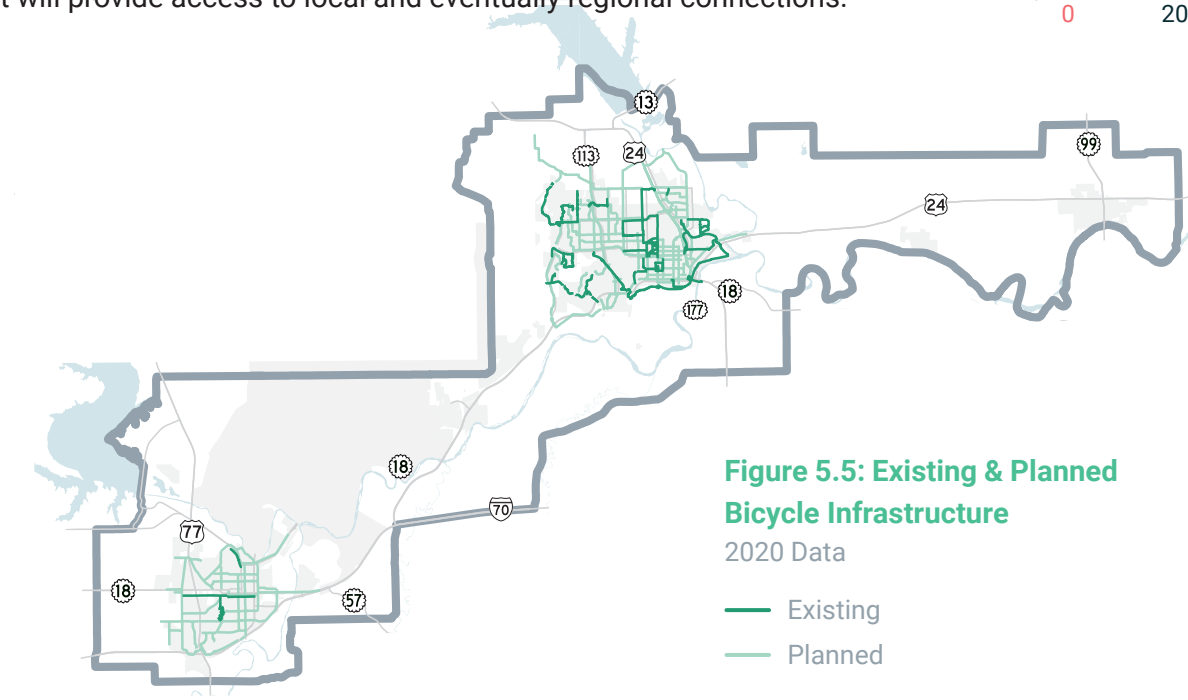 t will provide access to local and eventually regional connections.
0 20
13
113 24 99
24
18
177
18
70
77
18
57
Figure 5.5: Existing & Planned
Bicycle Infrastructure
2020 Data
Existing
Planned